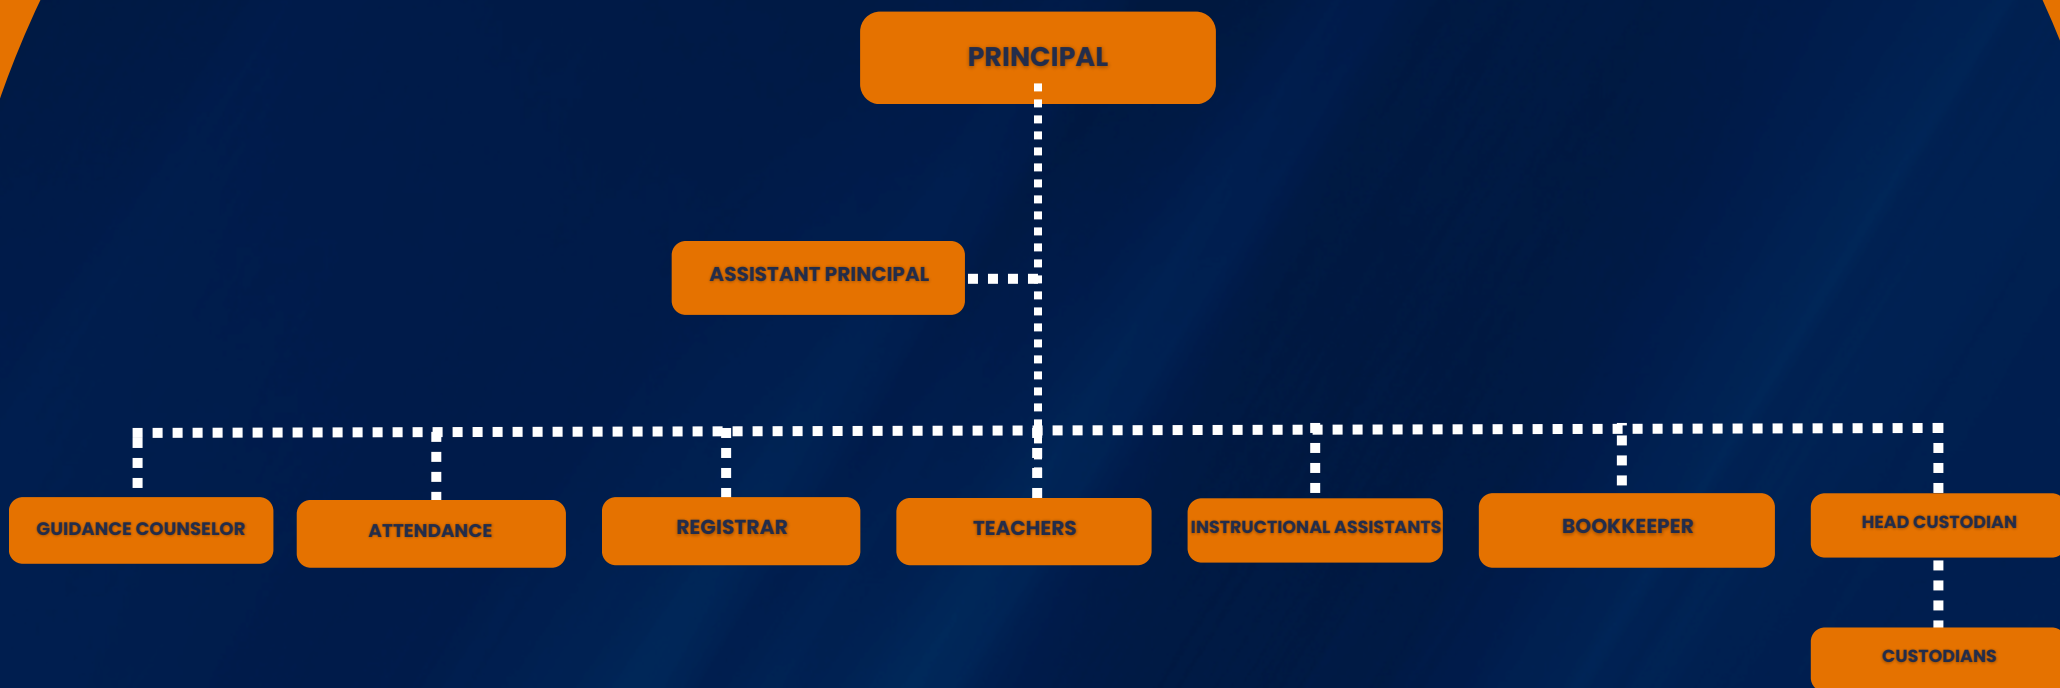 PRINCIPAL
ASSISTANT PRINCIPAL
GUIDANCE COUNSELOR
ATTENDANCE
REGISTRAR
TEACHERS
INSTRUCTIONAL ASSISTANTS
BOOKKEEPER
HEAD CUSTODIAN
CUSTODIANS